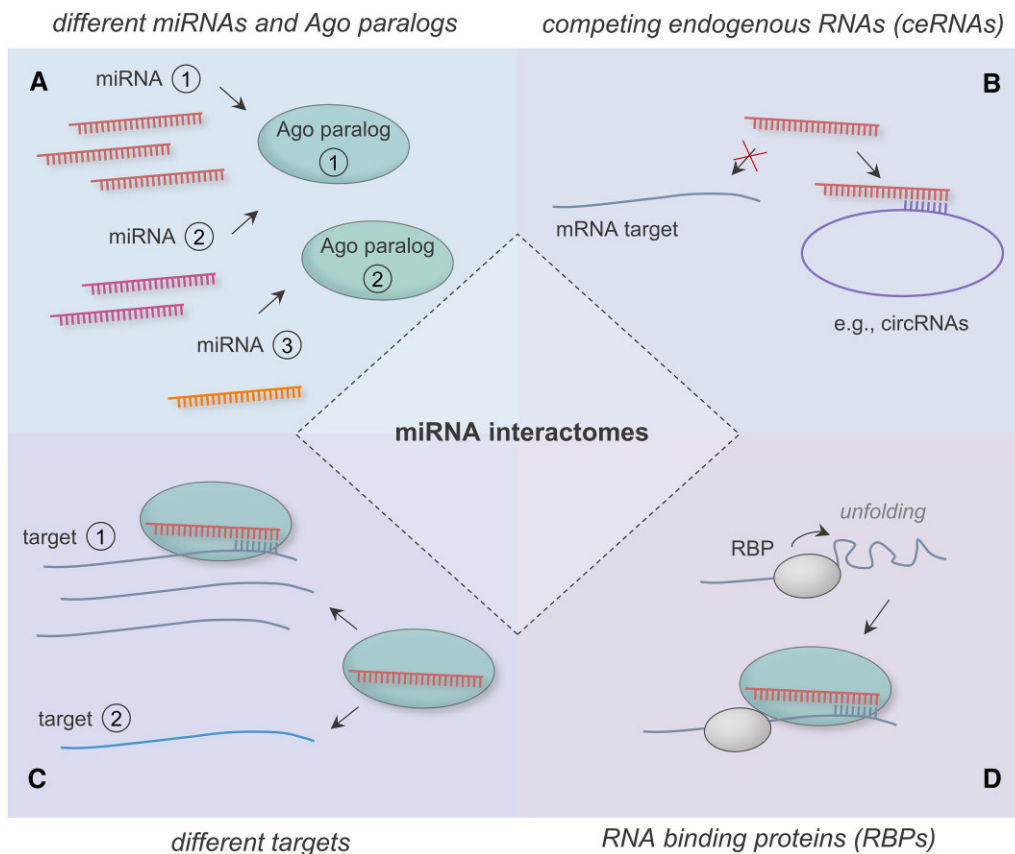 different miRNAs and Ago paralogs
competing endogenous RNAs (ceRNAs)
A
miRNA 1
Ago paralog
1
miRNA 2
Ago paralog
2
miRNA 3
B
mRNA target
e.g., circRNAs
miRNA interactomes
target 1
target 2
C
unfolding
RBP
D
different targets
RNA binding proteins (RBPs)